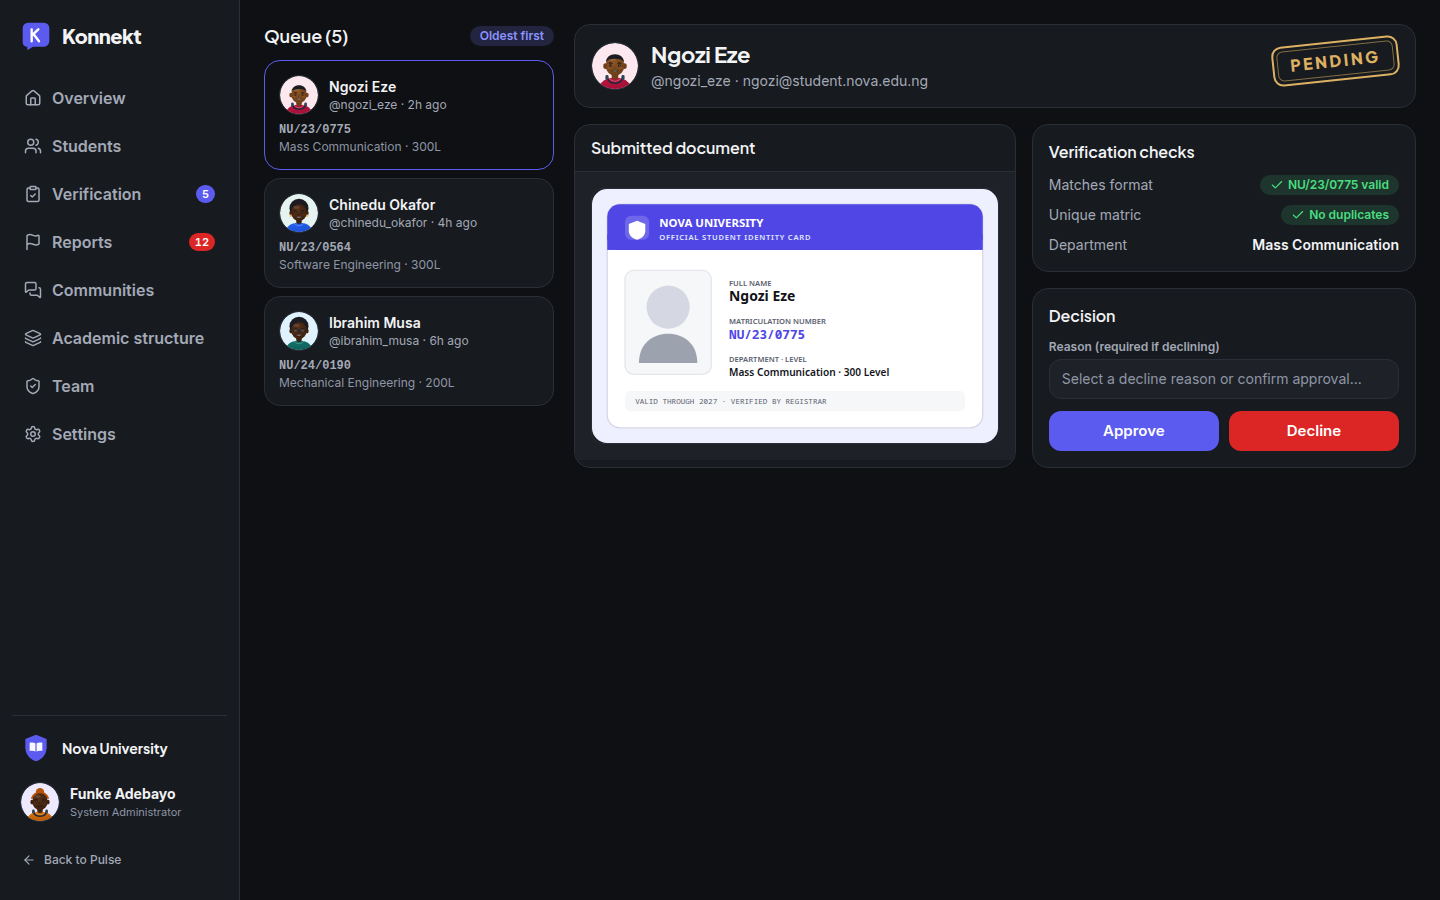 Konnekt
Overview
Students
Verification 5
Reports 12
Communities
Academic structure
Team
Settings
Nova University
Funke Adebayo
System Administrator
Back to Pulse
Queue (5) Oldest first
Ngozi Eze
@ngozi_eze · 2h ago
NU/23/0775
Mass Communication · 300L
Chinedu Okafor
@chinedu_okafor · 4h ago
NU/23/0564
Software Engineering · 300L
Ibrahim Musa
@ibrahim_musa · 6h ago
NU/24/0190
Mechanical Engineering · 200L
Ngozi Eze
@ngozi_eze · ngozi@student.nova.edu.ng
PENDING
Submitted document
NOVA UNIVERSITY
OFFICIAL STUDENT IDENTITY CARD
FULL NAME
Ngozi Eze
MATRICULATION NUMBER
NU/23/0775
DEPARTMENT · LEVEL
Mass Communication · 300 Level
VALID THROUGH 2027 · VERIFIED BY REGISTRAR
Verification checks
Matches format NU/23/0775 valid
Unique matric No duplicates
Department Mass Communication
Decision
Reason (required if declining)
Select a decline reason or confirm approval...
Approve Decline